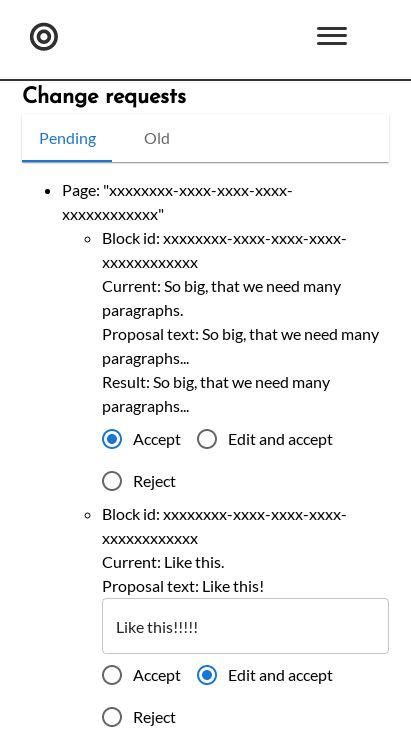 Change requests
Pending
Old
Page: "xxxxxxxx-xxxx-xxxx-xxxx-
xxxxxxxxxxxx"
Block id: xxxxxxxx-xxxx-xxxx-xxxx-
xxxxxxxxxxxx
Current: So big, that we need many
paragraphs.
Proposal text: So big, that we need many
paragraphs...
Result: So big, that we need many
paragraphs...
Accept Edit and accept
Reject
Block id: xxxxxxxx-xxxx-xxxx-xxxx-
xxxxxxxxxxxx
Current: Like this.
Proposal text: Like this!
Like this!!!!!
Accept Edit and accept
Reject